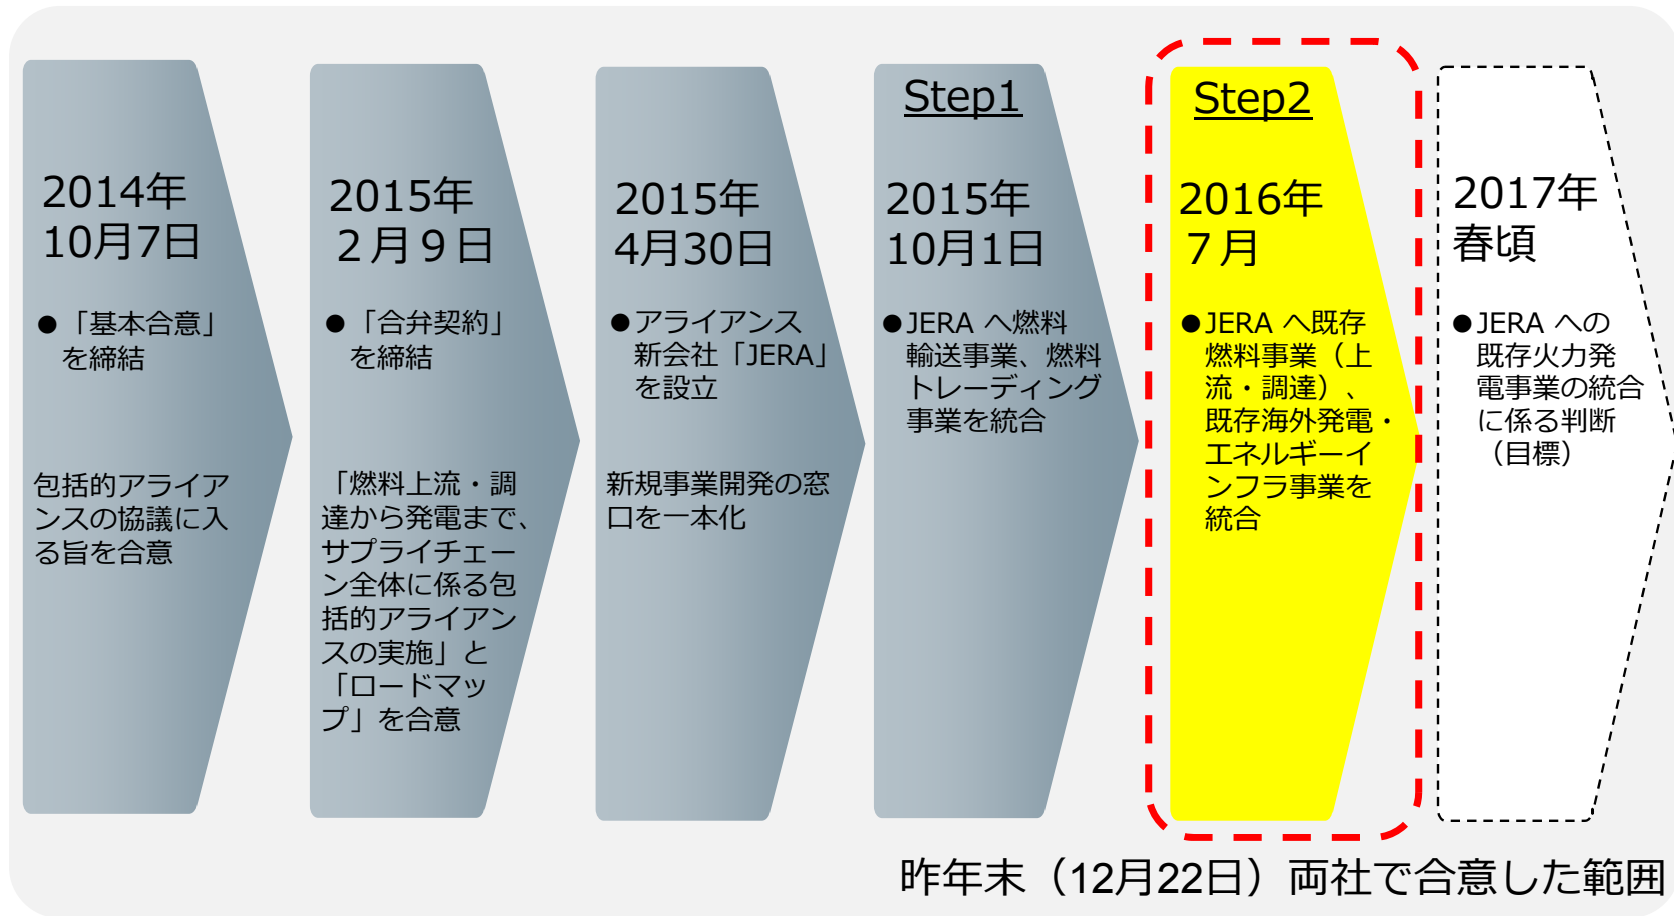 2014年
10月7日
●「基本合意」
を締結
包括的アライア
ンスの協議に入
る旨を合意
2015年
２月９日
●「合弁契約」
を締結
「燃料上流・調
達から発電まで、
サプライチェー
ン全体に係る包
括的アライアン
スの実施」と
「ロードマッ
プ」を合意
2015年
4月30日
●アライアンス
新会社「JERA」
を設立
新規事業開発の窓
口を一本化
Step1
2015年
10月1日
●JERA へ燃料
輸送事業、燃料
トレーディング
事業を統合
Step2
2016年
７月
●JERA へ既存
燃料事業（上
流・調達）、
既存海外発電・
エネルギーイ
ンフラ事業を
統合
2017年
春頃
●JERA への
既存火力発
電事業の統合
に係る判断
（目標）
昨年末（12月22日）両社で合意した範囲